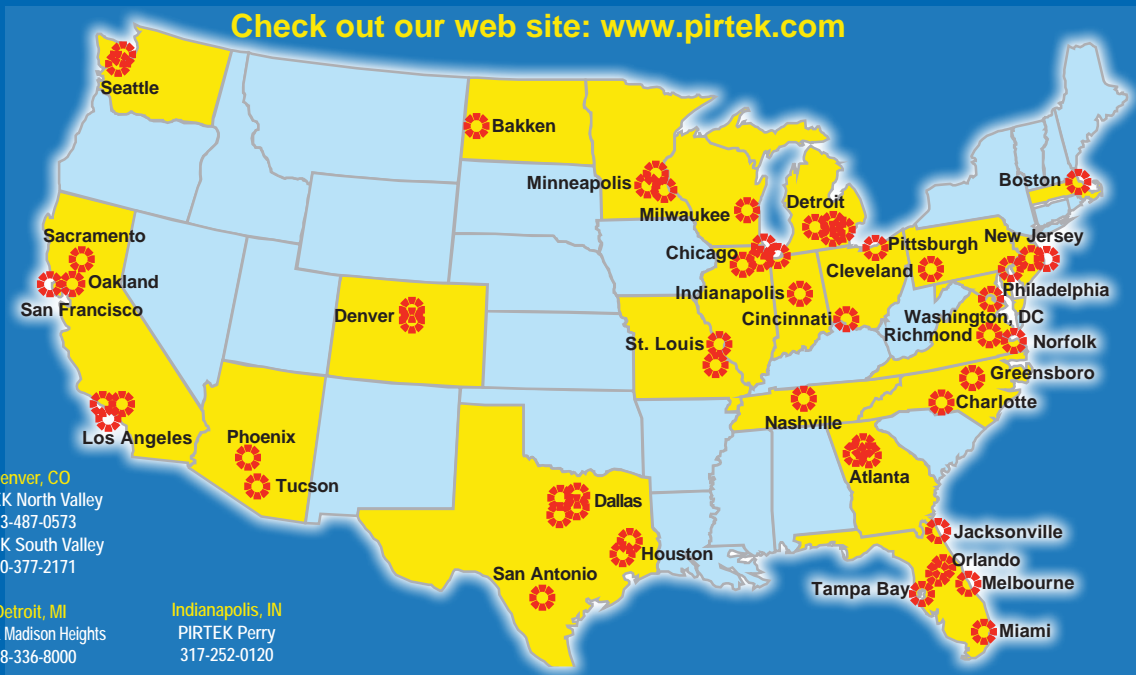 Check out our web site: www.pirtek.com
Seattle
Bakken
Minneapolis
Milwaukee
Detroit
Boston
Sacramento
Oakland
San Francisco
Chicago
Pittsburgh
New Jersey
Cleveland
Philadelphia
Indianapolis
Denver
Cincinnati
Washington, DC
Richmond
Norfolk
St. Louis
Greensboro
Charlotte
Nashville
Los Angeles
Phoenix
Tucson
Atlanta
Dallas
Houston
San Antonio
Jacksonville
Orlando
Melbourne
Tampa Bay
Miami
enver, CO
EK North Valley
3-487-0573
K South Valley
0-377-2171
Detroit, MI
Madison Heights
8-336-8000
Indianapolis, IN
PIRTEK Perry
317-252-0120